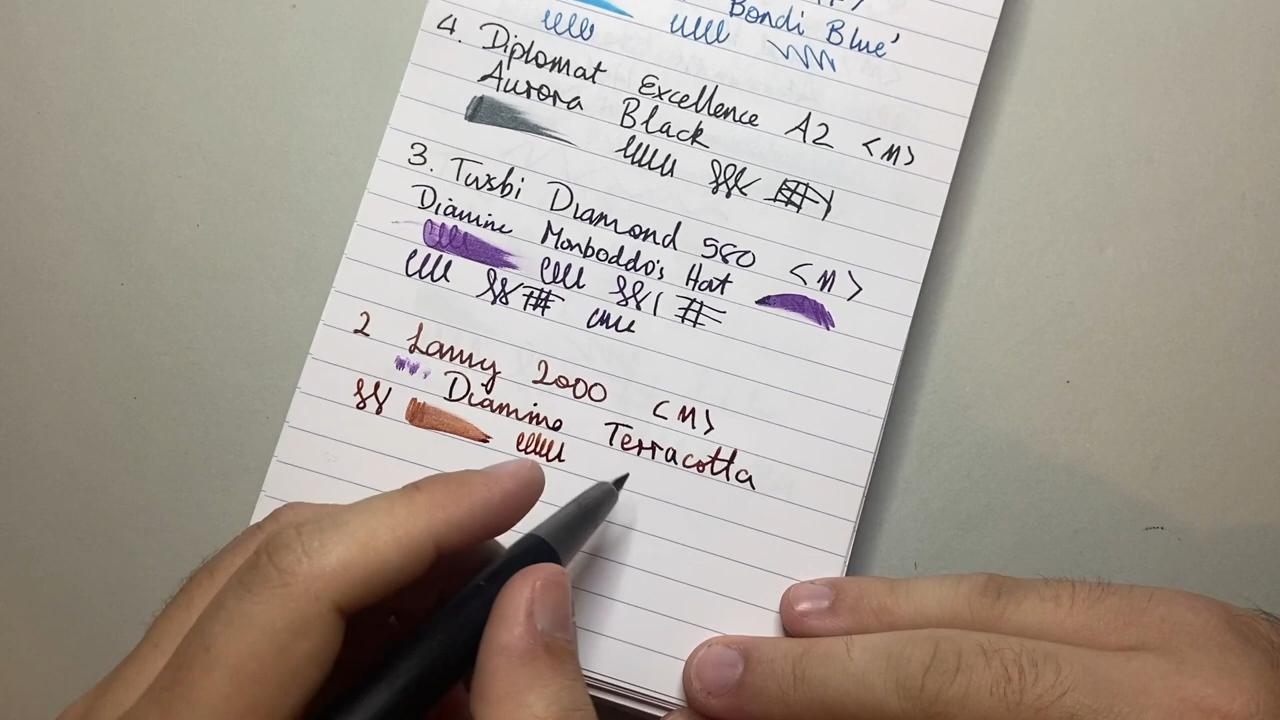 Bondi Blue'
4. Diplomat Excellence A2 <M>
Aurora Black
3. Twsbi Diamond 580 <M>
Diamine Monboddo's Hat
2 Lamy 2000 <M>
Diamine Terracotta